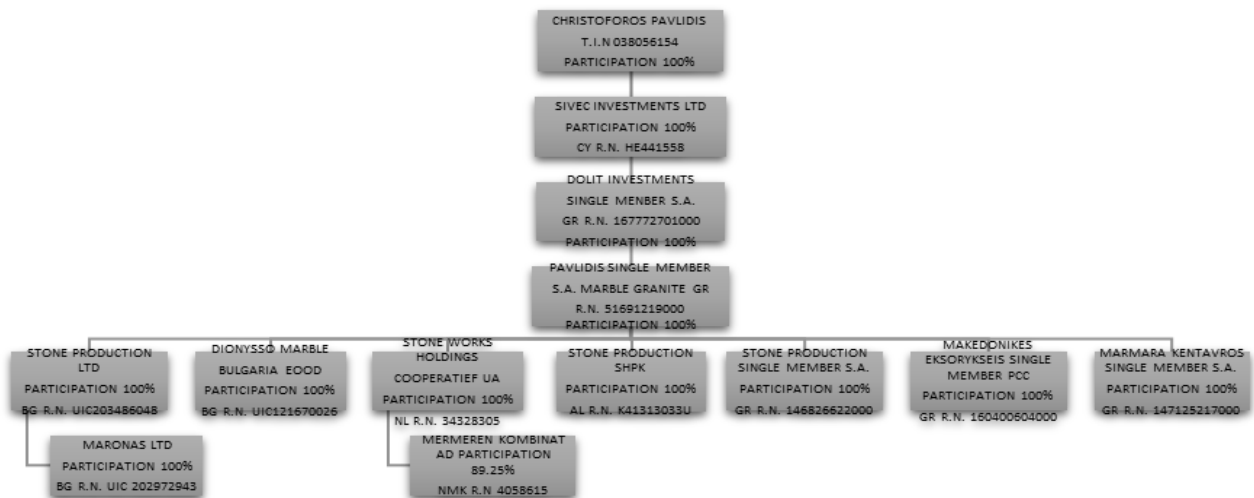 CHRISTOFOROS PAVLIDIS
T.I.N 038056154
PARTICIPATION 100%
SIVEC INVESTMENTS LTD
PARTICIPATION 100%
CY R.N. HE441558
DOLIT INVESTMENTS
SINGLE MENBER S.A.
GR R.N. 167772701000
PARTICIPATION 100%
PAVLIDIS SINGLE MEMBER
S.A. MARBLE GRANITE GR
R.N. 51691219000
PARTICIPATION 100%
STONE PRODUCTION
LTD
PARTICIPATION 100%
BG R.N. UIC203486048
MARONAS LTD
PARTICIPATION 100%
BG R.N. UIC 202972943
DIONYSSO MARBLE
BULGARIA EOOD
PARTICIPATION 100%
BG R.N. UIC121670026
STONE WORKS
HOLDINGS
COOPERATIEF UA
PARTICIPATION 100%
NL R.N. 34328305
MERMEREN KOMBINAT
AD PARTICIPATION
89.25%
NMK R.N 4058615
STONE PRODUCTION
SHPK
PARTICIPATION 100%
AL R.N. K41313033U
STONE PRODUCTION
SINGLE MEMBER S.A.
PARTICIPATION 100%
GR R.N. 146826622000
MAKEDONIKES
EKSORYKSEIS SINGLE
MEMBER PCC
PARTICIPATION 100%
GR R.N. 160400604000
MARMARA KENTAVROS
SINGLE MEMBER S.A.
PARTICIPATION 100%
GR R.N. 147125217000